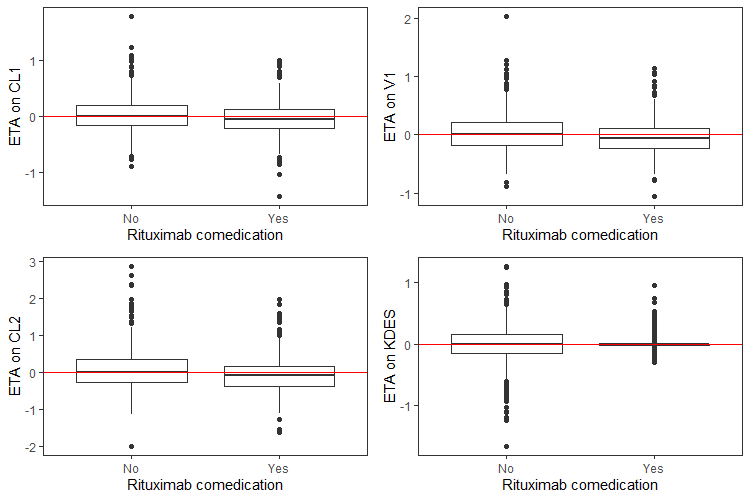 ETA on CL1
1
0
-1
No
Yes
Rituximab comedication
ETA on V1
2
1
0
-1
No
Yes
Rituximab comedication
ETA on CL2
3
2
1
0
-1
-2
No
Yes
Rituximab comedication
ETA on KDES
1
0
-1
No
Yes
Rituximab comedication